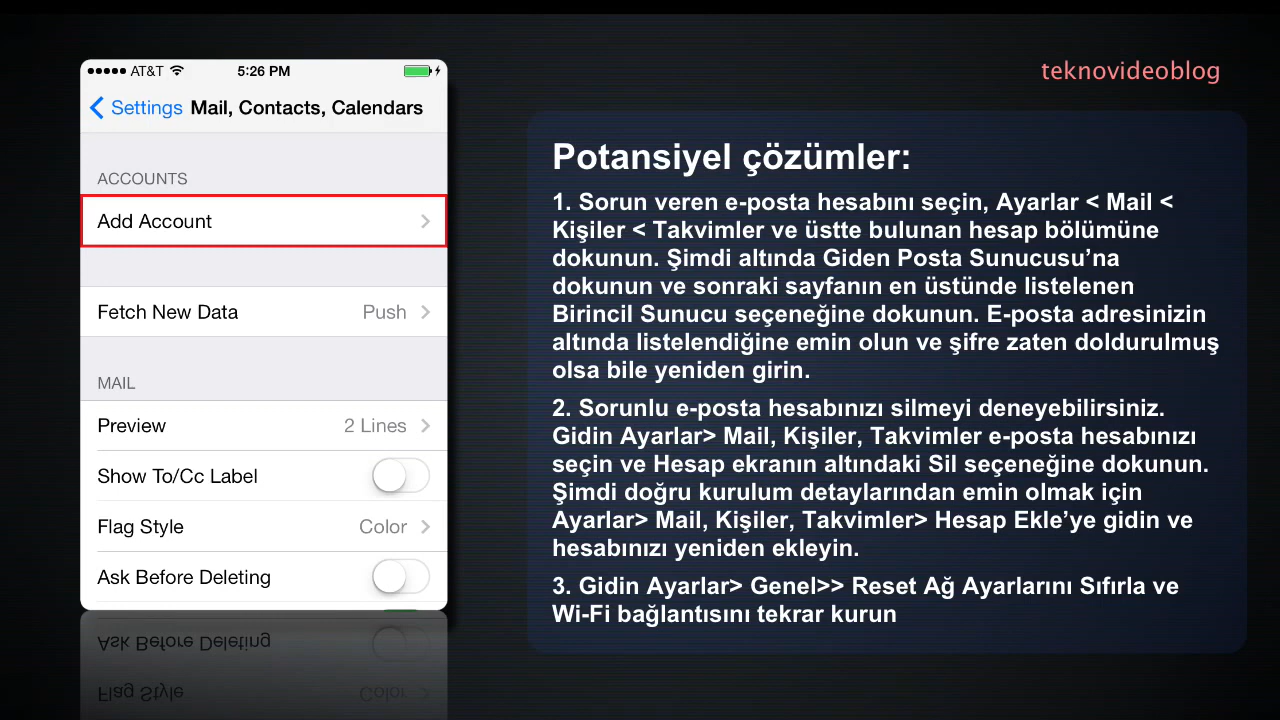 AT&T 5:26 PM
Settings Mail, Contacts, Calendars
ACCOUNTS
Add Account
Fetch New Data Push
MAIL
Preview 2 Lines
Show To/Cc Label
Flag Style Color
Ask Before Deleting
Ask Before Deleting
Flag Style Color
teknovideoblog
Potansiyel çözümler:
1. Sorun veren e-posta hesabını seçin, Ayarlar < Mail <
Kişiler < Takvimler ve üstte bulunan hesap bölümüne
dokunun. Şimdi altında Giden Posta Sunucusu’na
dokunun ve sonraki sayfanın en üstünde listelenen
Birincil Sunucu seçeneğine dokunun. E-posta adresinizin
altında listelendiğine emin olun ve şifre zaten doldurulmuş
olsa bile yeniden girin.
2. Sorunlu e-posta hesabınızı silmeyi deneyebilirsiniz.
Gidin Ayarlar> Mail, Kişiler, Takvimler e-posta hesabınızı
seçin ve Hesap ekranın altındaki Sil seçeneğine dokunun.
Şimdi doğru kurulum detaylarından emin olmak için
Ayarlar> Mail, Kişiler, Takvimler> Hesap Ekle’ye gidin ve
hesabınızı yeniden ekleyin.
3. Gidin Ayarlar> Genel>> Reset Ağ Ayarlarını Sıfırla ve
Wi-Fi bağlantısını tekrar kurun